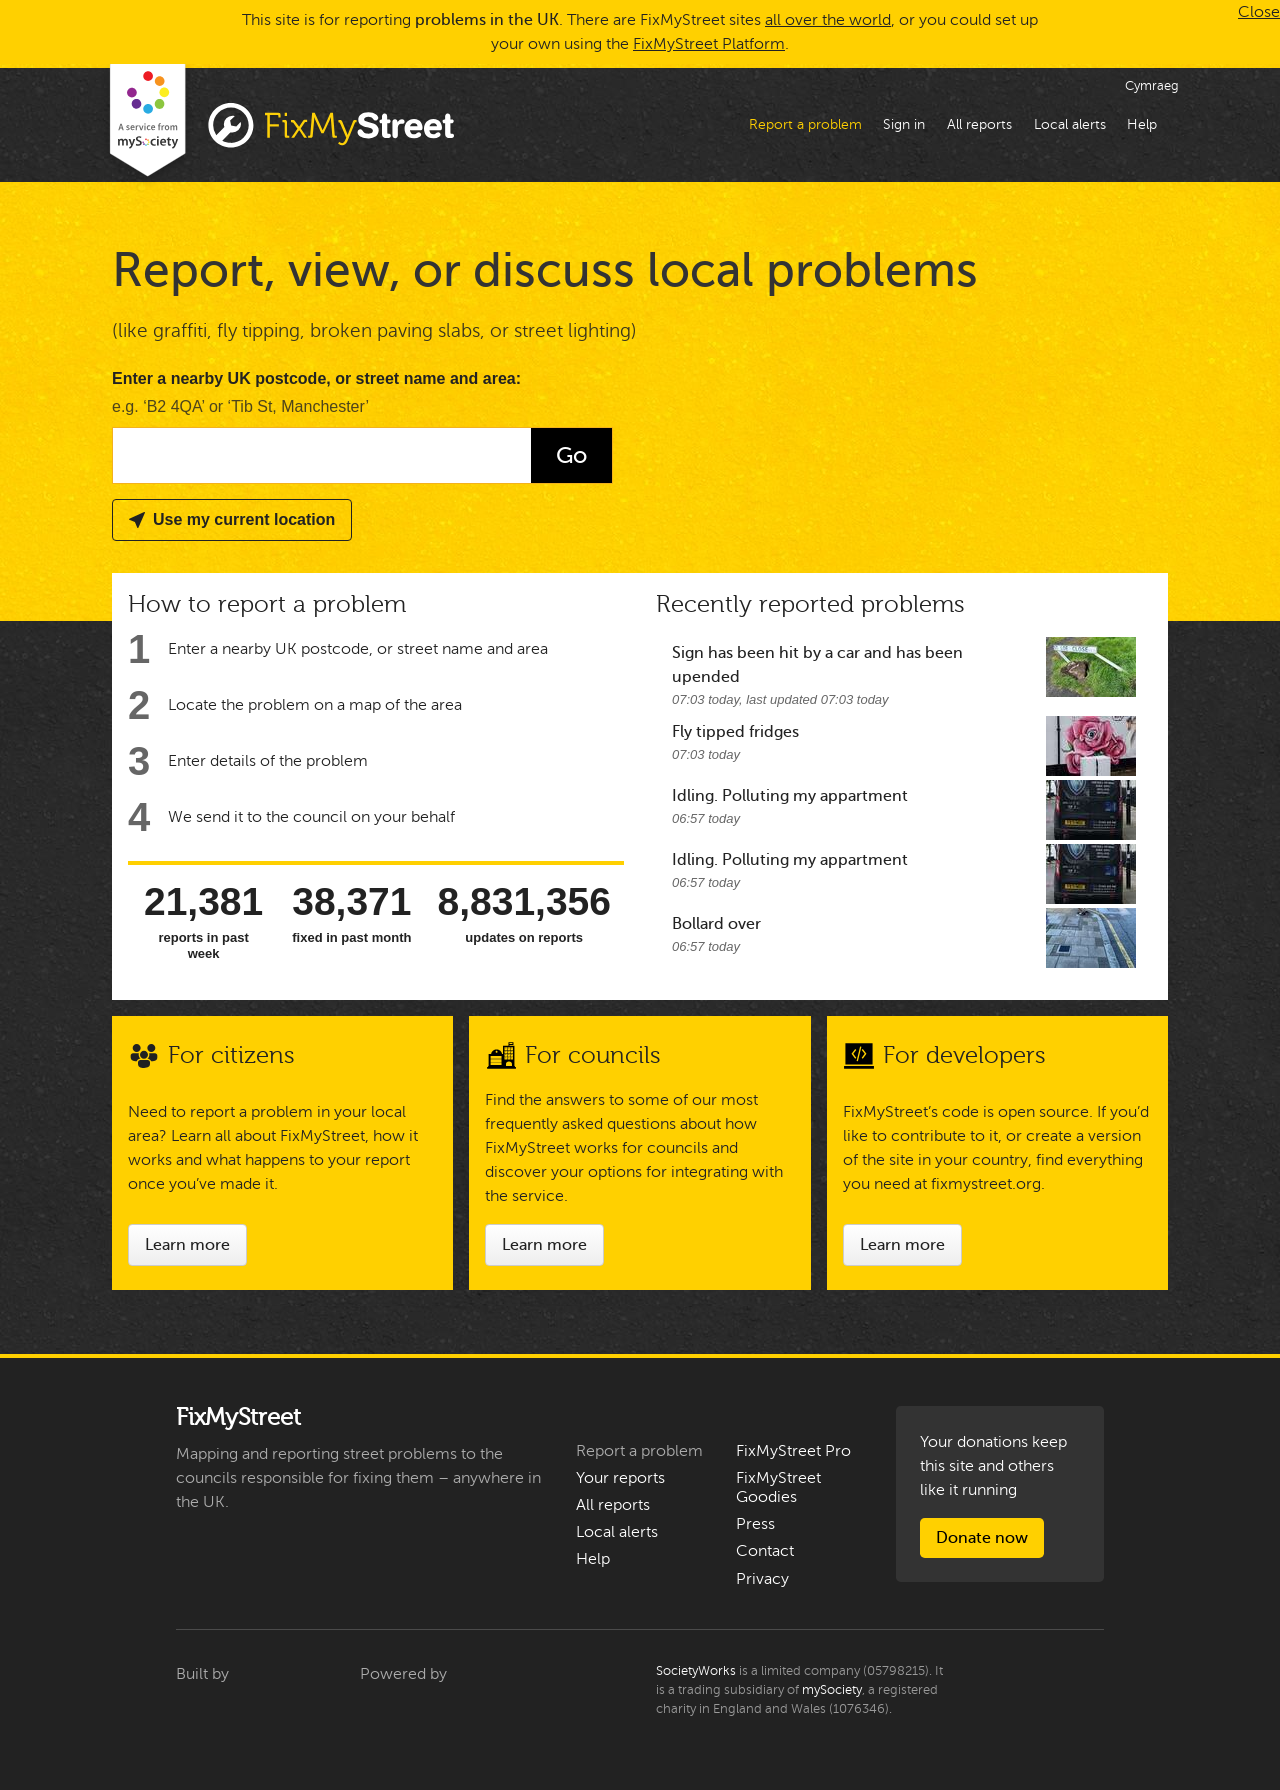 This site is for reporting problems in the UK. There are FixMyStreet sites all over the world, or you could set up
your own using the FixMyStreet Platform.
Close
Cymraeg
A service from
mySociety
FixMyStreet
Report a problem
Sign in
All reports
Local alerts
Help
Report, view, or discuss local problems
(like graffiti, fly tipping, broken paving slabs, or street lighting)
Enter a nearby UK postcode, or street name and area:
e.g. ‘B2 4QA’ or ‘Tib St, Manchester’
Go
Use my current location
How to report a problem
1 Enter a nearby UK postcode, or street name and area
2 Locate the problem on a map of the area
3 Enter details of the problem
4 We send it to the council on your behalf
21,381
reports in past
week
38,371
fixed in past month
8,831,356
updates on reports
Recently reported problems
Sign has been hit by a car and has been
upended
07:03 today, last updated 07:03 today
Fly tipped fridges
07:03 today
Idling. Polluting my appartment
06:57 today
Idling. Polluting my appartment
06:57 today
Bollard over
06:57 today
For citizens
Need to report a problem in your local
area? Learn all about FixMyStreet, how it
works and what happens to your report
once you’ve made it.
Learn more
For councils
Find the answers to some of our most
frequently asked questions about how
FixMyStreet works for councils and
discover your options for integrating with
the service.
Learn more
For developers
FixMyStreet’s code is open source. If you’d
like to contribute to it, or create a version
of the site in your country, find everything
you need at fixmystreet.org.
Learn more
FixMyStreet
Mapping and reporting street problems to the
councils responsible for fixing them – anywhere in
the UK.
Report a problem
Your reports
All reports
Local alerts
Help
FixMyStreet Pro
FixMyStreet
Goodies
Press
Contact
Privacy
Your donations keep
this site and others
like it running
Donate now
Built by
Powered by
SocietyWorks is a limited company (05798215). It
is a trading subsidiary of mySociety, a registered
charity in England and Wales (1076346).